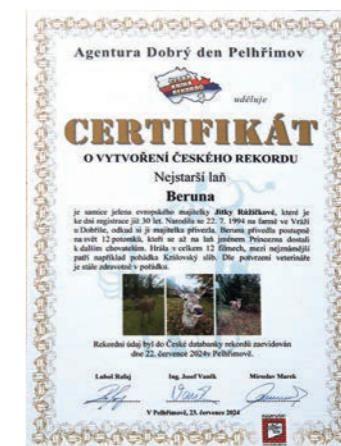 Agentura Dobrý den Pelhřimov
ČESKÁ
KNIHA
REKORDŮ
uděluje
CERTIFIKÁT
O VYTVOŘENÍ ČESKÉHO REKORDU
Nejstarší laň
Beruna
je samice jelena evropského majitelky Jitky Růžičkové, které je
ke dni registrace již 30 let. Narodila se 22. 7. 1994 na farmě ve Vráži
u Dobříše, odkud si ji majitelka přivezla. Beruna přivedla postupně
na svět 12 potomků, kteří se až na laň jménem Princezna dostali
k dalším chovatelům. Hrála v celkem 12 filmech, mezi nejznámější
patří například pohádka Královský slib. Dle potvrzení veterináře
je stále zdravotně v pořádku.
Rekordní údaj byl do České databanky rekordů zaevidován
dne 22. července 2024v Pelhřimově.
Luboš Rafaj Ing. Josef Vaněk Miroslav Marek
V Pelhřimově, 23. července 2024